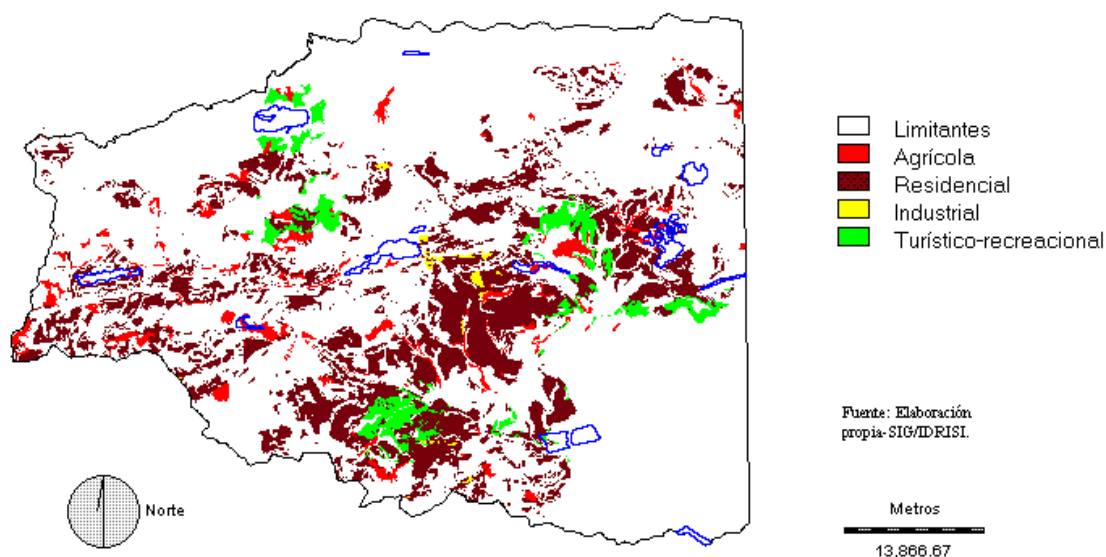 Limitantes
Agrícola
Residencial
Industrial
Turístico-recreacional
Fuente: Elaboración
propia-SIG/IDRISI.
Norte
Metros
13.866.67